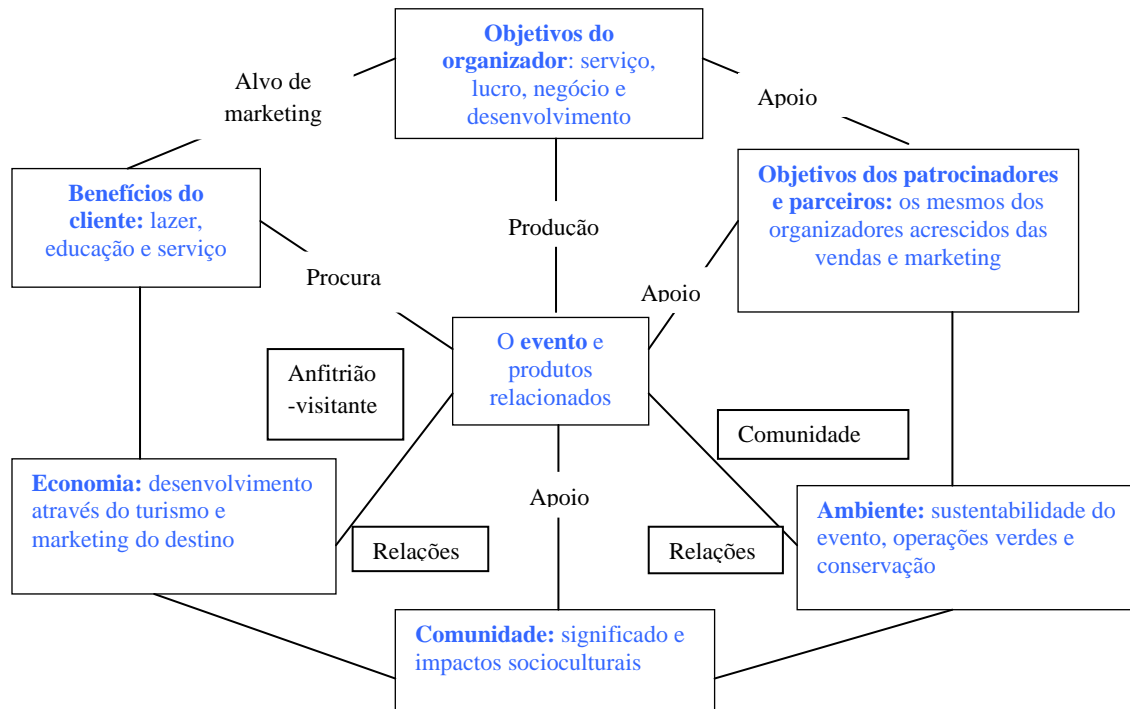 Objetivos do
organizador: serviço,
lucro, negócio e
desenvolvimento
Alvo de
marketing
Apoio
Benefícios do
cliente: lazer,
educação e serviço
Objetivos dos patrocinadores
e parceiros: os mesmos dos
organizadores acrescidos das
vendas e marketing
Produção
Procura
Apoio
O evento e
produtos
relacionados
Anfitrião
-visitante
Comunidade
Economia: desenvolvimento
através do turismo e
marketing do destino
Apoio
Ambiente: sustentabilidade do
evento, operações verdes e
conservação
Relações
Relações
Comunidade: significado e
impactos socioculturais